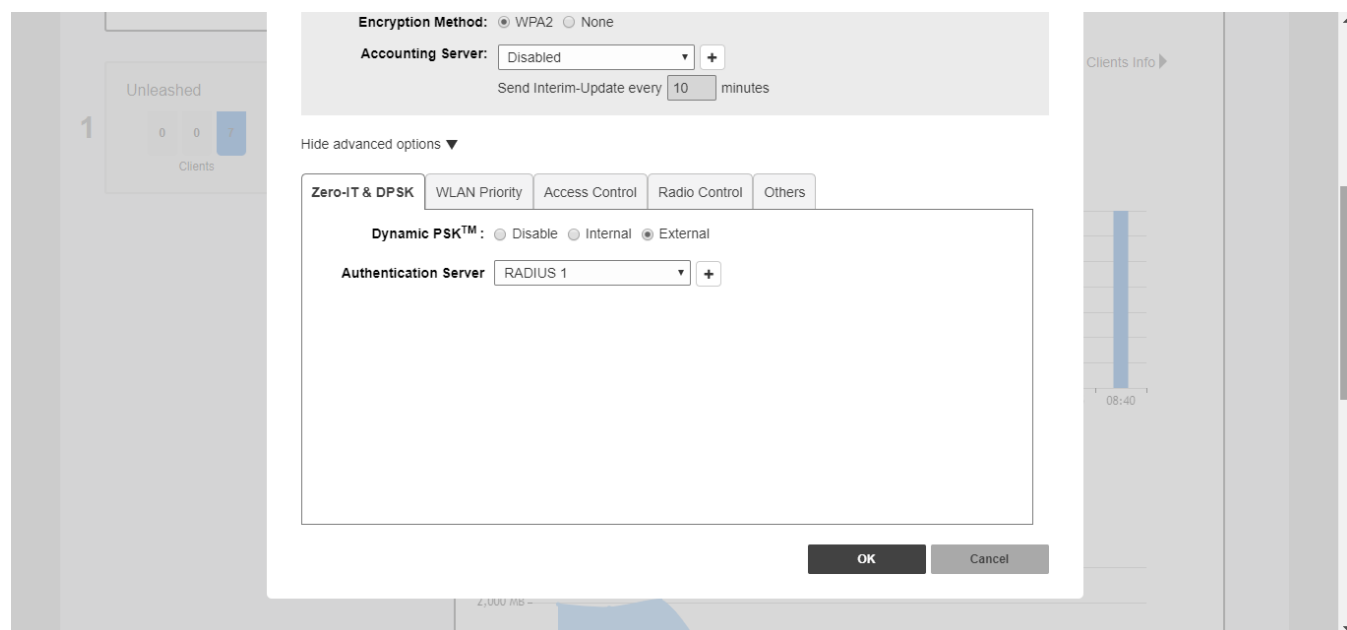 Encryption Method: WPA2 None
Accounting Server: Disabled ▼ +
Send Interim-Update every 10 minutes
Clients Info
Unleashed
1
0 0 7
Clients
Hide advanced options ▼
Zero-IT & DPSK WLAN Priority Access Control Radio Control Others
Dynamic PSK™ : Disable Internal External
Authentication Server RADIUS 1 ▼ +
08:40
OK Cancel
2,000 MB